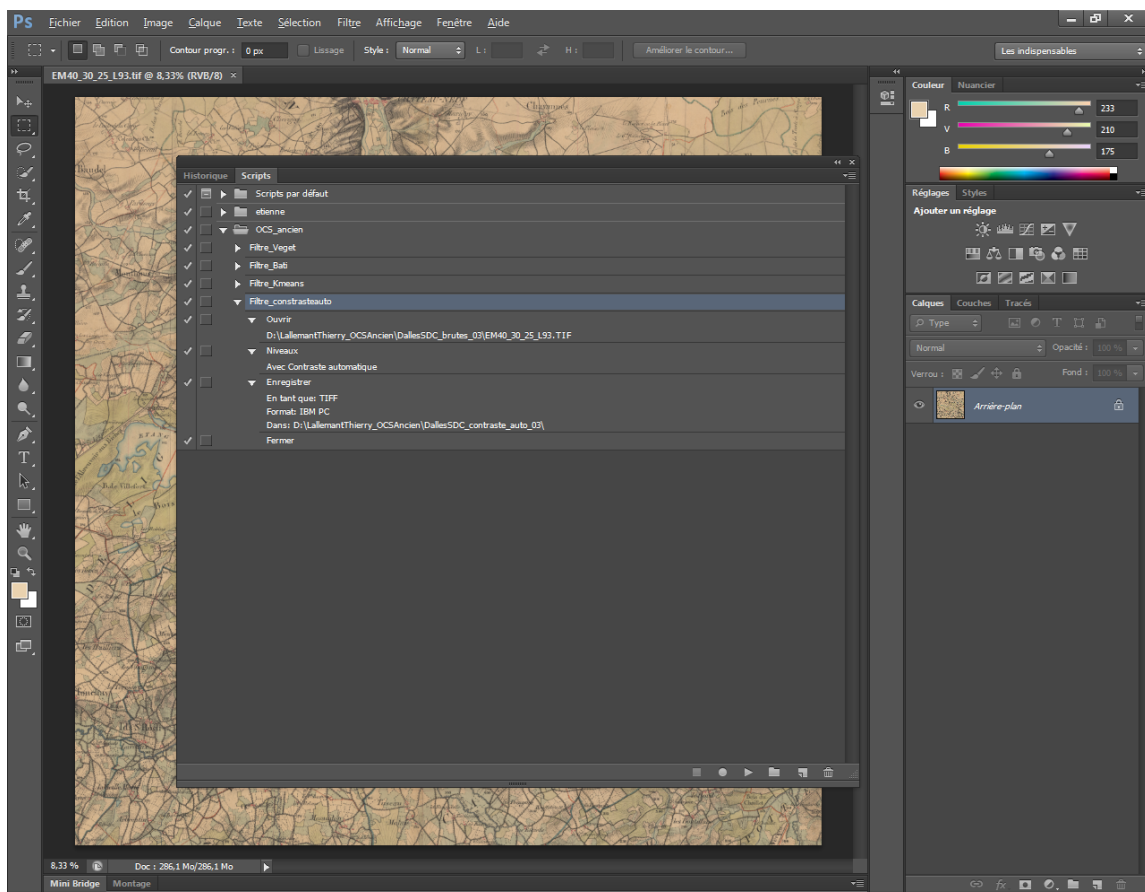 Ps Fichier Edition Image Calque Texte Sélection Filtre Affichage Fenêtre Aide
Contour progr. : 0 px Lissage Style : Normal L : H : Améliorer le contour... Les indispensables
EM40_30_25_L93.tif @ 8,33% (RVB/8) ×
Couleur Nuancier
R 233
V 210
B 175
Historique Scripts
Scripts par défaut
etienne
OCS_ancien
Filtre_Veget
Filtre_Bati
Filtre_Kmeans
Filtre_constrasteauto
Ouvrir
D:\LallemantThierry_OCSAncien\DallesSDC_brutes_03\EM40_30_25_L93.TIF
Niveaux
Avec Contraste automatique
Enregistrer
En tant que: TIFF
Format: IBM PC
Dans: D:\LallemantThierry_OCSAncien\DallesSDC_contraste_auto_03\
Fermer
Réglages Styles
Ajouter un réglage
Calques Couches Tracés
Type
Normal Opacité : 100 %
Verrou : Fond : 100 %
Arrière-plan
8,33 % Doc : 286,1 Mo/286,1 Mo
Mini Bridge Montage